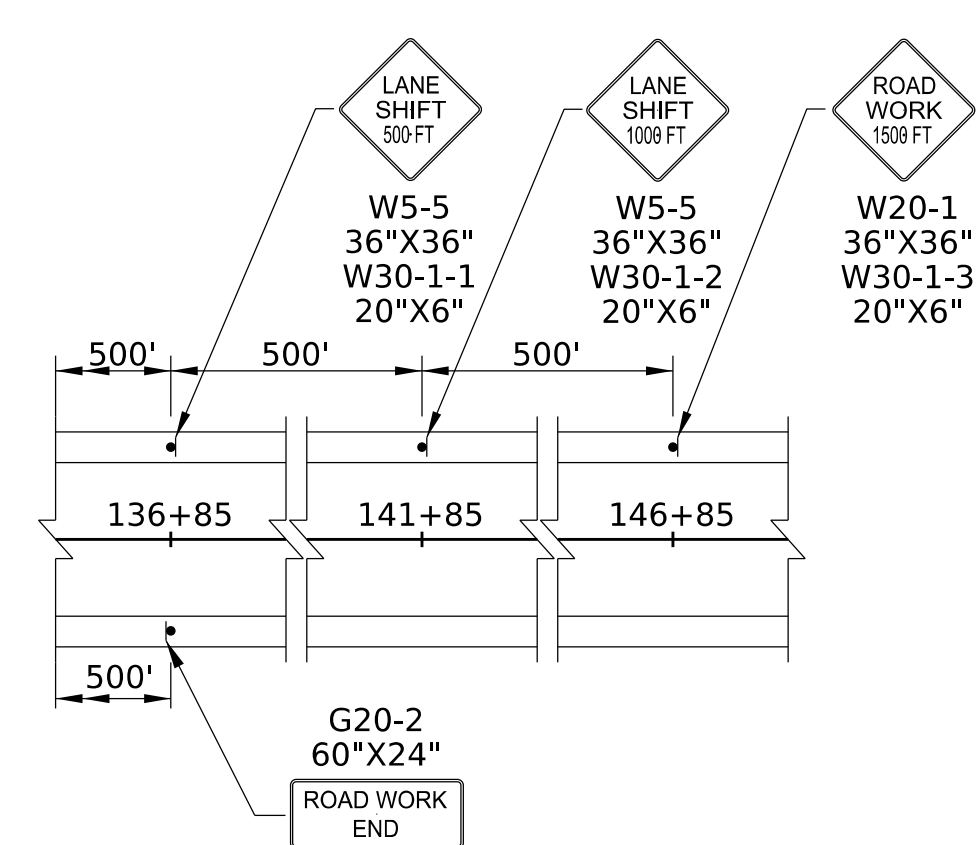 LANE
SHIFT
500 FT
LANE
SHIFT
1000 FT
ROAD
WORK
1500 FT
W5-5
36"X36"
W30-1-1
20"X6"
W5-5
36"X36"
W30-1-2
20"X6"
W20-1
36"X36"
W30-1-3
20"X6"
500'
500'
500'
136+85
141+85
146+85
500'
G20-2
60"X24"
ROAD WORK
END